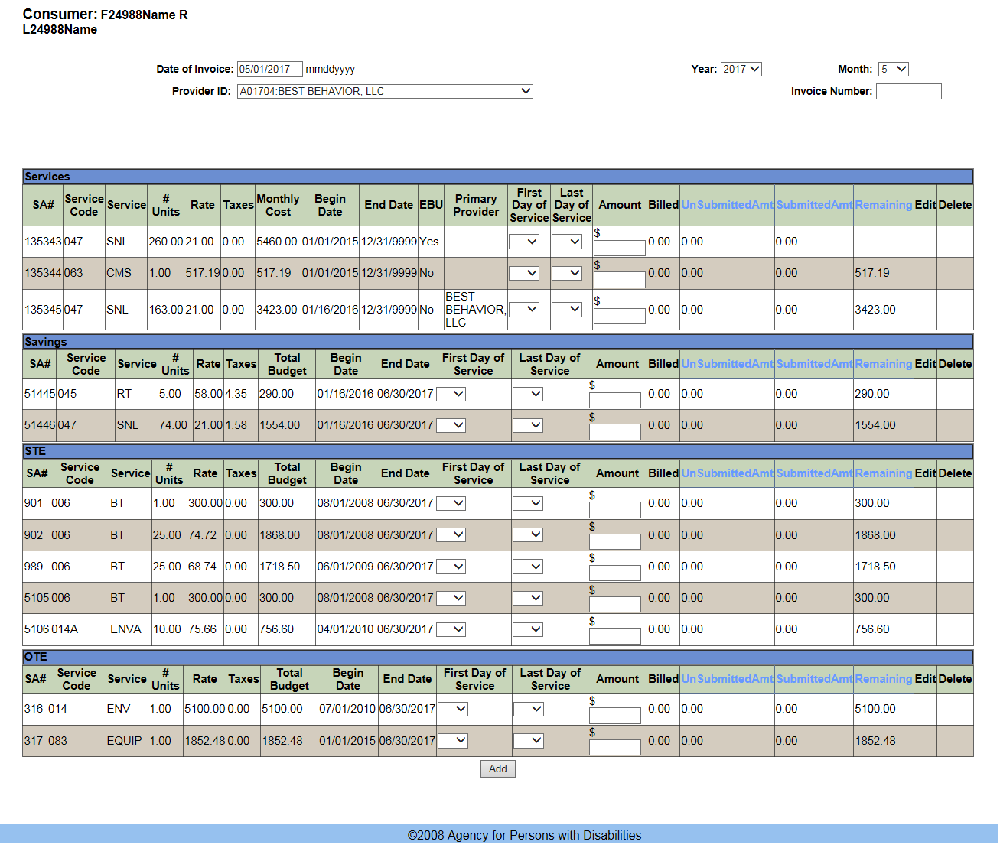 Consumer: F24988Name R
L24988Name
Date of Invoice: 05/01/2017 mmddyyyy Year: 2017 Month: 5
Provider ID: A01704:BEST BEHAVIOR, LLC Invoice Number:
Services
SA# Service Code Service # Units Rate Taxes Monthly Cost Begin Date End Date EBU Primary Provider First Day of Service Last Day of Service Amount Billed UnSubmittedAmt SubmittedAmt Remaining Edit Delete
135343 047 SNL 260.00 21.00 0.00 5460.00 01/01/2015 12/31/9999 Yes $ 0.00 0.00 0.00
135344 063 CMS 1.00 517.19 0.00 517.19 01/01/2015 12/31/9999 No $ 0.00 0.00 0.00 517.19
135345 047 SNL 163.00 21.00 0.00 3423.00 01/16/2016 12/31/9999 No BEST BEHAVIOR, LLC $ 0.00 0.00 0.00 3423.00
Savings
SA# Service Code Service # Units Rate Taxes Total Budget Begin Date End Date First Day of Service Last Day of Service Amount Billed UnSubmittedAmt SubmittedAmt Remaining Edit Delete
51445 045 RT 5.00 58.00 4.35 290.00 01/16/2016 06/30/2017 $ 0.00 0.00 0.00 290.00
51446 047 SNL 74.00 21.00 1.58 1554.00 01/16/2016 06/30/2017 $ 0.00 0.00 0.00 1554.00
STE
SA# Service Code Service # Units Rate Taxes Total Budget Begin Date End Date First Day of Service Last Day of Service Amount Billed UnSubmittedAmt SubmittedAmt Remaining Edit Delete
901 006 BT 1.00 300.00 0.00 300.00 08/01/2008 06/30/2017 $ 0.00 0.00 0.00 300.00
902 006 BT 25.00 74.72 0.00 1868.00 08/01/2008 06/30/2017 $ 0.00 0.00 0.00 1868.00
989 006 BT 25.00 68.74 0.00 1718.50 06/01/2009 06/30/2017 $ 0.00 0.00 0.00 1718.50
5105 006 BT 1.00 300.00 0.00 300.00 08/01/2008 06/30/2017 $ 0.00 0.00 0.00 300.00
5106 014A ENVA 10.00 75.66 0.00 756.60 04/01/2010 06/30/2017 $ 0.00 0.00 0.00 756.60
OTE
SA# Service Code Service # Units Rate Taxes Total Budget Begin Date End Date First Day of Service Last Day of Service Amount Billed UnSubmittedAmt SubmittedAmt Remaining Edit Delete
316 014 ENV 1.00 5100.00 0.00 5100.00 07/01/2010 06/30/2017 $ 0.00 0.00 0.00 5100.00
317 083 EQUIP 1.00 1852.48 0.00 1852.48 01/01/2015 06/30/2017 $ 0.00 0.00 0.00 1852.48
Add
©2008 Agency for Persons with Disabilities